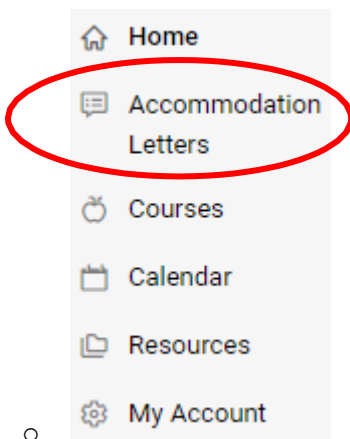 Home
Accommodation
Letters
Courses
Calendar
Resources
My Account